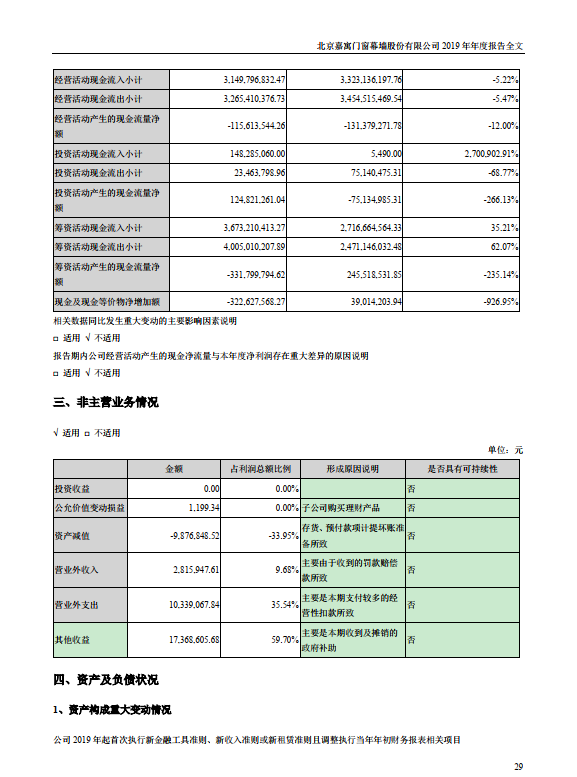 北京嘉寓门窗幕墙股份有限公司 2019 年年度报告全文
经营活动现金流入小计 3,149,796,832.47 3,323,136,197.76 -5.22%
经营活动现金流出小计 3,265,410,376.73 3,454,515,469.54 -5.47%
经营活动产生的现金流量净
额 -115,613,544.26 -131,379,271.78 -12.00%
投资活动现金流入小计 148,285,060.00 5,490.00 2,700,902.91%
投资活动现金流出小计 23,463,798.96 75,140,475.31 -68.77%
投资活动产生的现金流量净
额 124,821,261.04 -75,134,985.31 -266.13%
筹资活动现金流入小计 3,673,210,413.27 2,716,664,564.33 35.21%
筹资活动现金流出小计 4,005,010,207.89 2,471,146,032.48 62.07%
筹资活动产生的现金流量净
额 -331,799,794.62 245,518,531.85 -235.14%
现金及现金等价物净增加额 -322,627,568.27 39,014,203.94 -926.95%
相关数据同比发生重大变动的主要影响因素说明
□ 适用 √ 不适用
报告期内公司经营活动产生的现金净流量与本年度净利润存在重大差异的原因说明
□ 适用 √ 不适用
三、非主营业务情况
√ 适用 □ 不适用
单位：元
金额 占利润总额比例 形成原因说明 是否具有可持续性
投资收益 0.00 0.00% 否
公允价值变动损益 1,199.34 0.00% 子公司购买理财产品 否
资产减值 -9,876,848.52 -33.95% 存货、预付款项计提坏账准
备所致 否
营业外收入 2,815,947.61 9.68% 主要由于收到的罚款赔偿
款所致 否
营业外支出 10,339,067.84 35.54% 主要是本期支付较多的经
营性扣款所致 否
其他收益 17,368,605.68 59.70% 主要是本期收到及摊销的
政府补助 否
四、资产及负债状况
1、资产构成重大变动情况
公司 2019 年起首次执行新金融工具准则、新收入准则或新租赁准则且调整执行当年年初财务报表相关项目
29